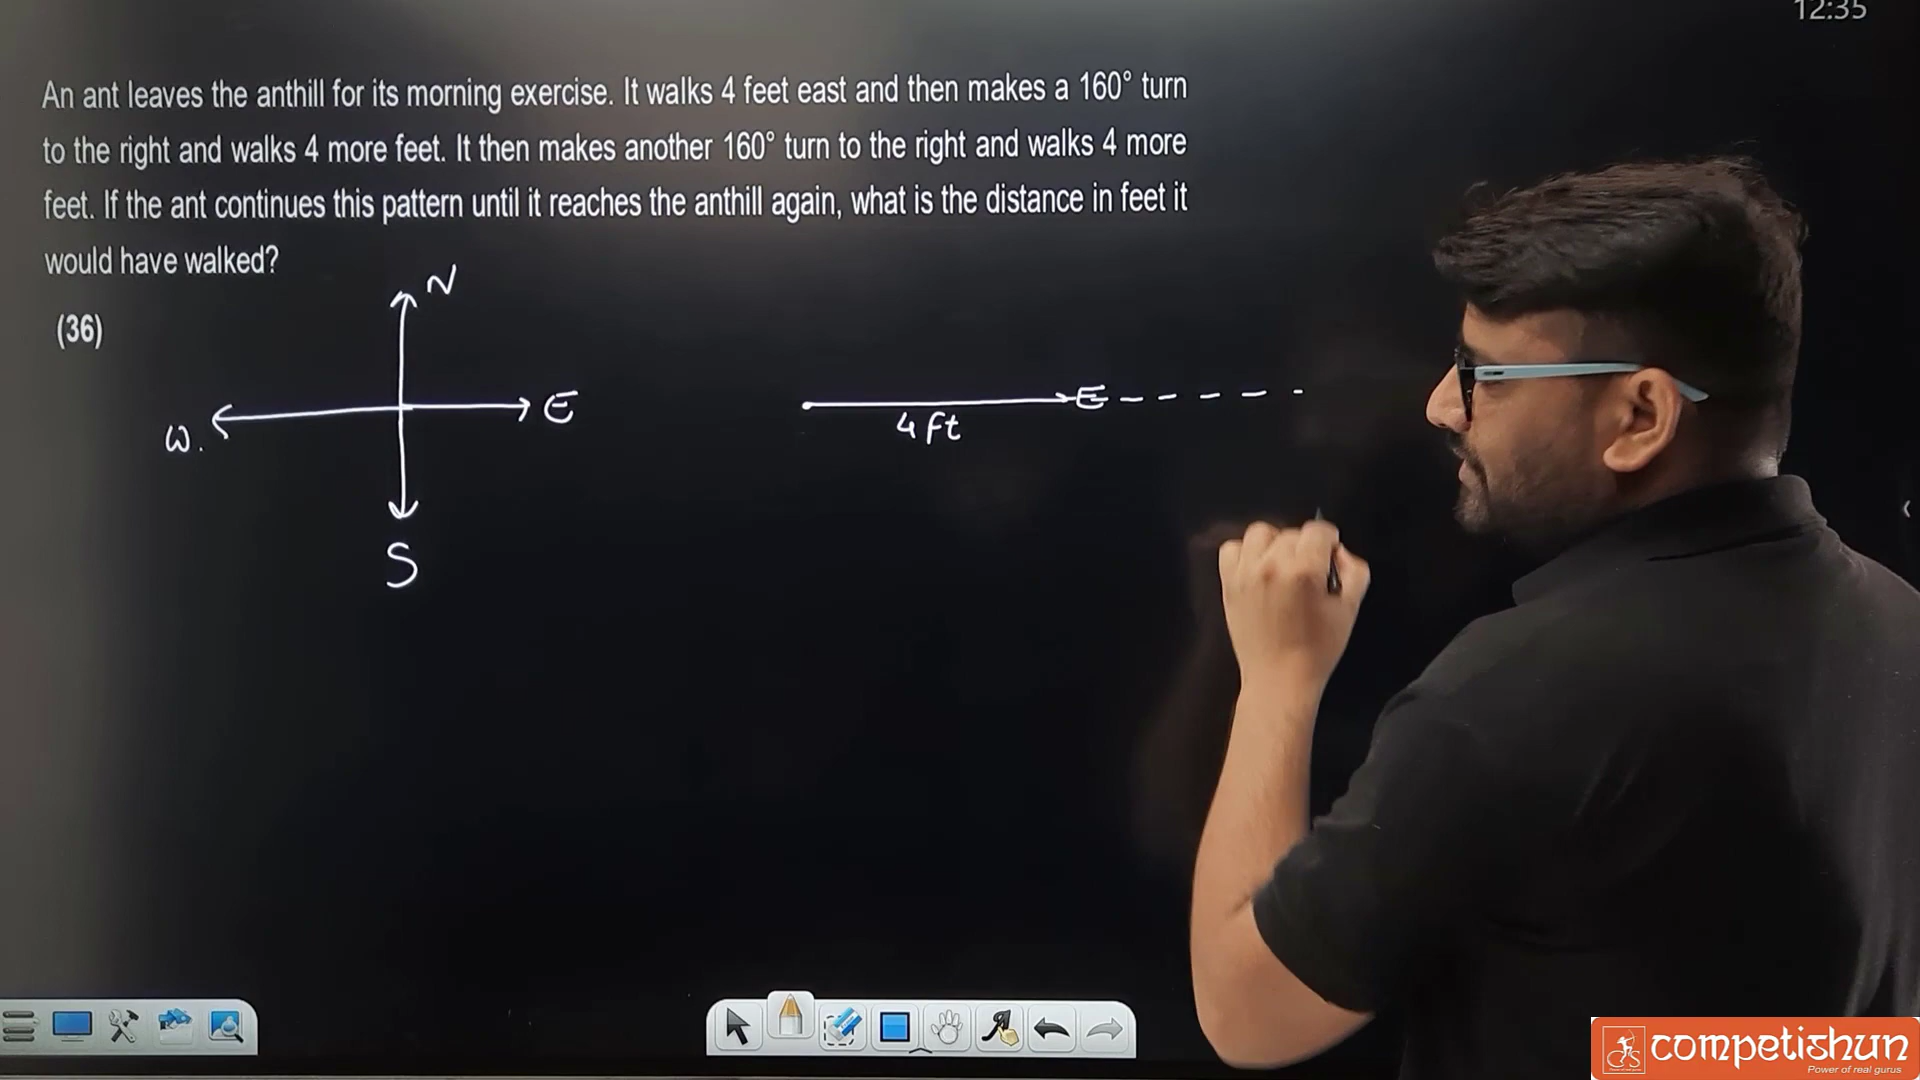 12:35
An ant leaves the anthill for its morning exercise. It walks 4 feet east and then makes a 160° turn
to the right and walks 4 more feet. It then makes another 160° turn to the right and walks 4 more
feet. If the ant continues this pattern until it reaches the anthill again, what is the distance in feet it
would have walked?
(36)
N
W.
E
S
E
4 ft
competishun
Power of real gurus